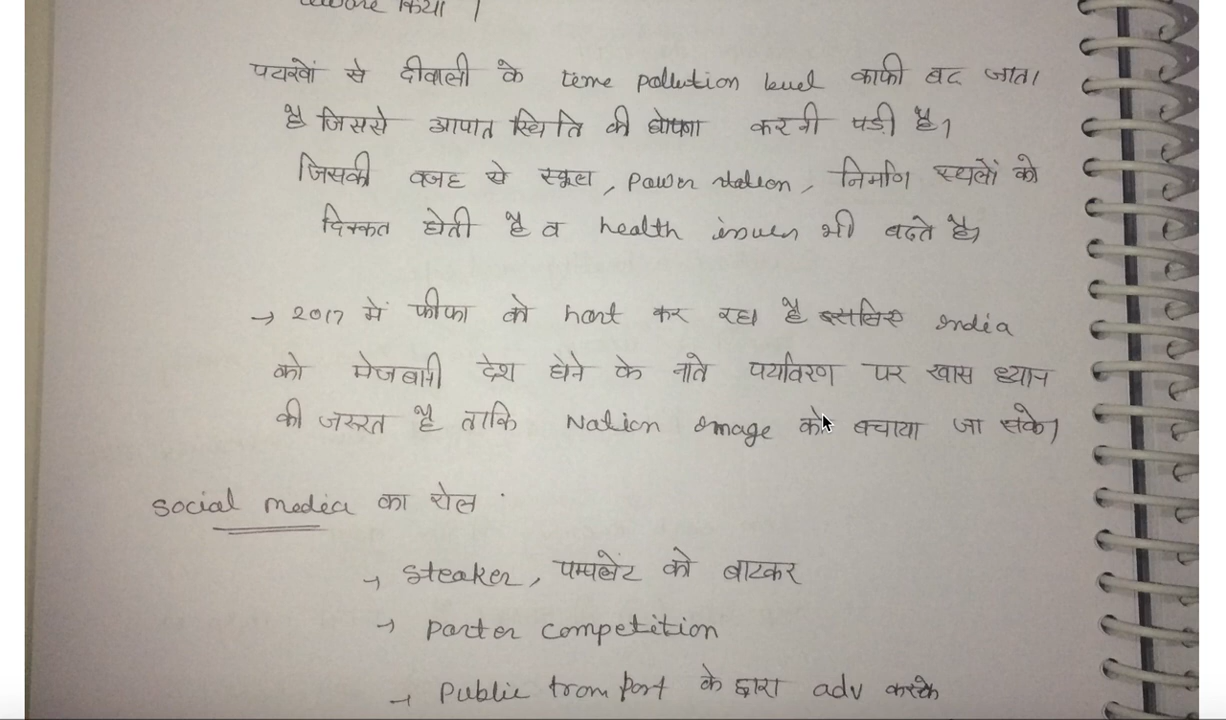 aware किया ।
पटाखों से दीवाली के time pollution level काफी बढ जाता
है जिससे आपात स्थिति की घोषणा करनी पडी है।
जिसकी वजह से स्कूल, power station, निर्माण स्थलों को
दिक्कत होती है व health issues भी बढते है।
→ 2017 में फीफा को host कर रहा है इसलिए India
को मेजबानी देश होने के नाते पर्यावरण पर खास ध्यान
की जरूरत है ताकि Nation Image को बचाया जा सके।
Social media का रोल
→ Steaker, पम्पलेंट को बाटकर
→ poster competition
→ Public transport के द्वारा adv करके